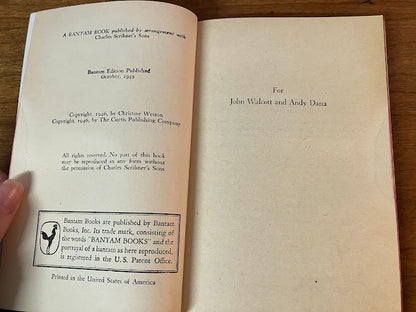 A BANTAM BOOK published by arrangement with
Charles Scribner's Sons
Bantam Edition Published
October, 1949
Copyright, 1946, by Christine Weston
Copyright, 1946, by The Curtis Publishing Company
All rights reserved. No part of this book
may be reproduced in any form without
the permission of Charles Scribner's Sons
Bantam Books are published by Bantam
Books, Inc. Its trade mark, consisting of
the words "BANTAM BOOKS" and the
portrayal of a bantam as here reproduced,
is registered in the U.S. Patent Office.
Printed in the United States of America
For
John Walcott and Andy Dana